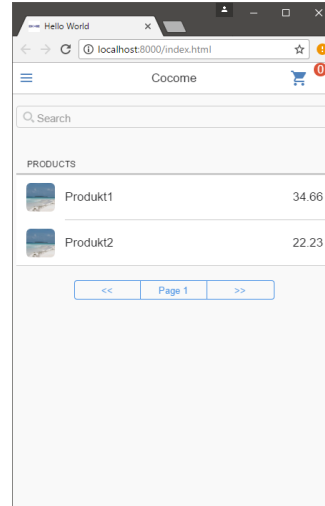 Hello World
localhost:8000/index.html
Cocome
0
Search
PRODUCTS
Produkt1 34.66
Produkt2 22.23
<< Page 1 >>